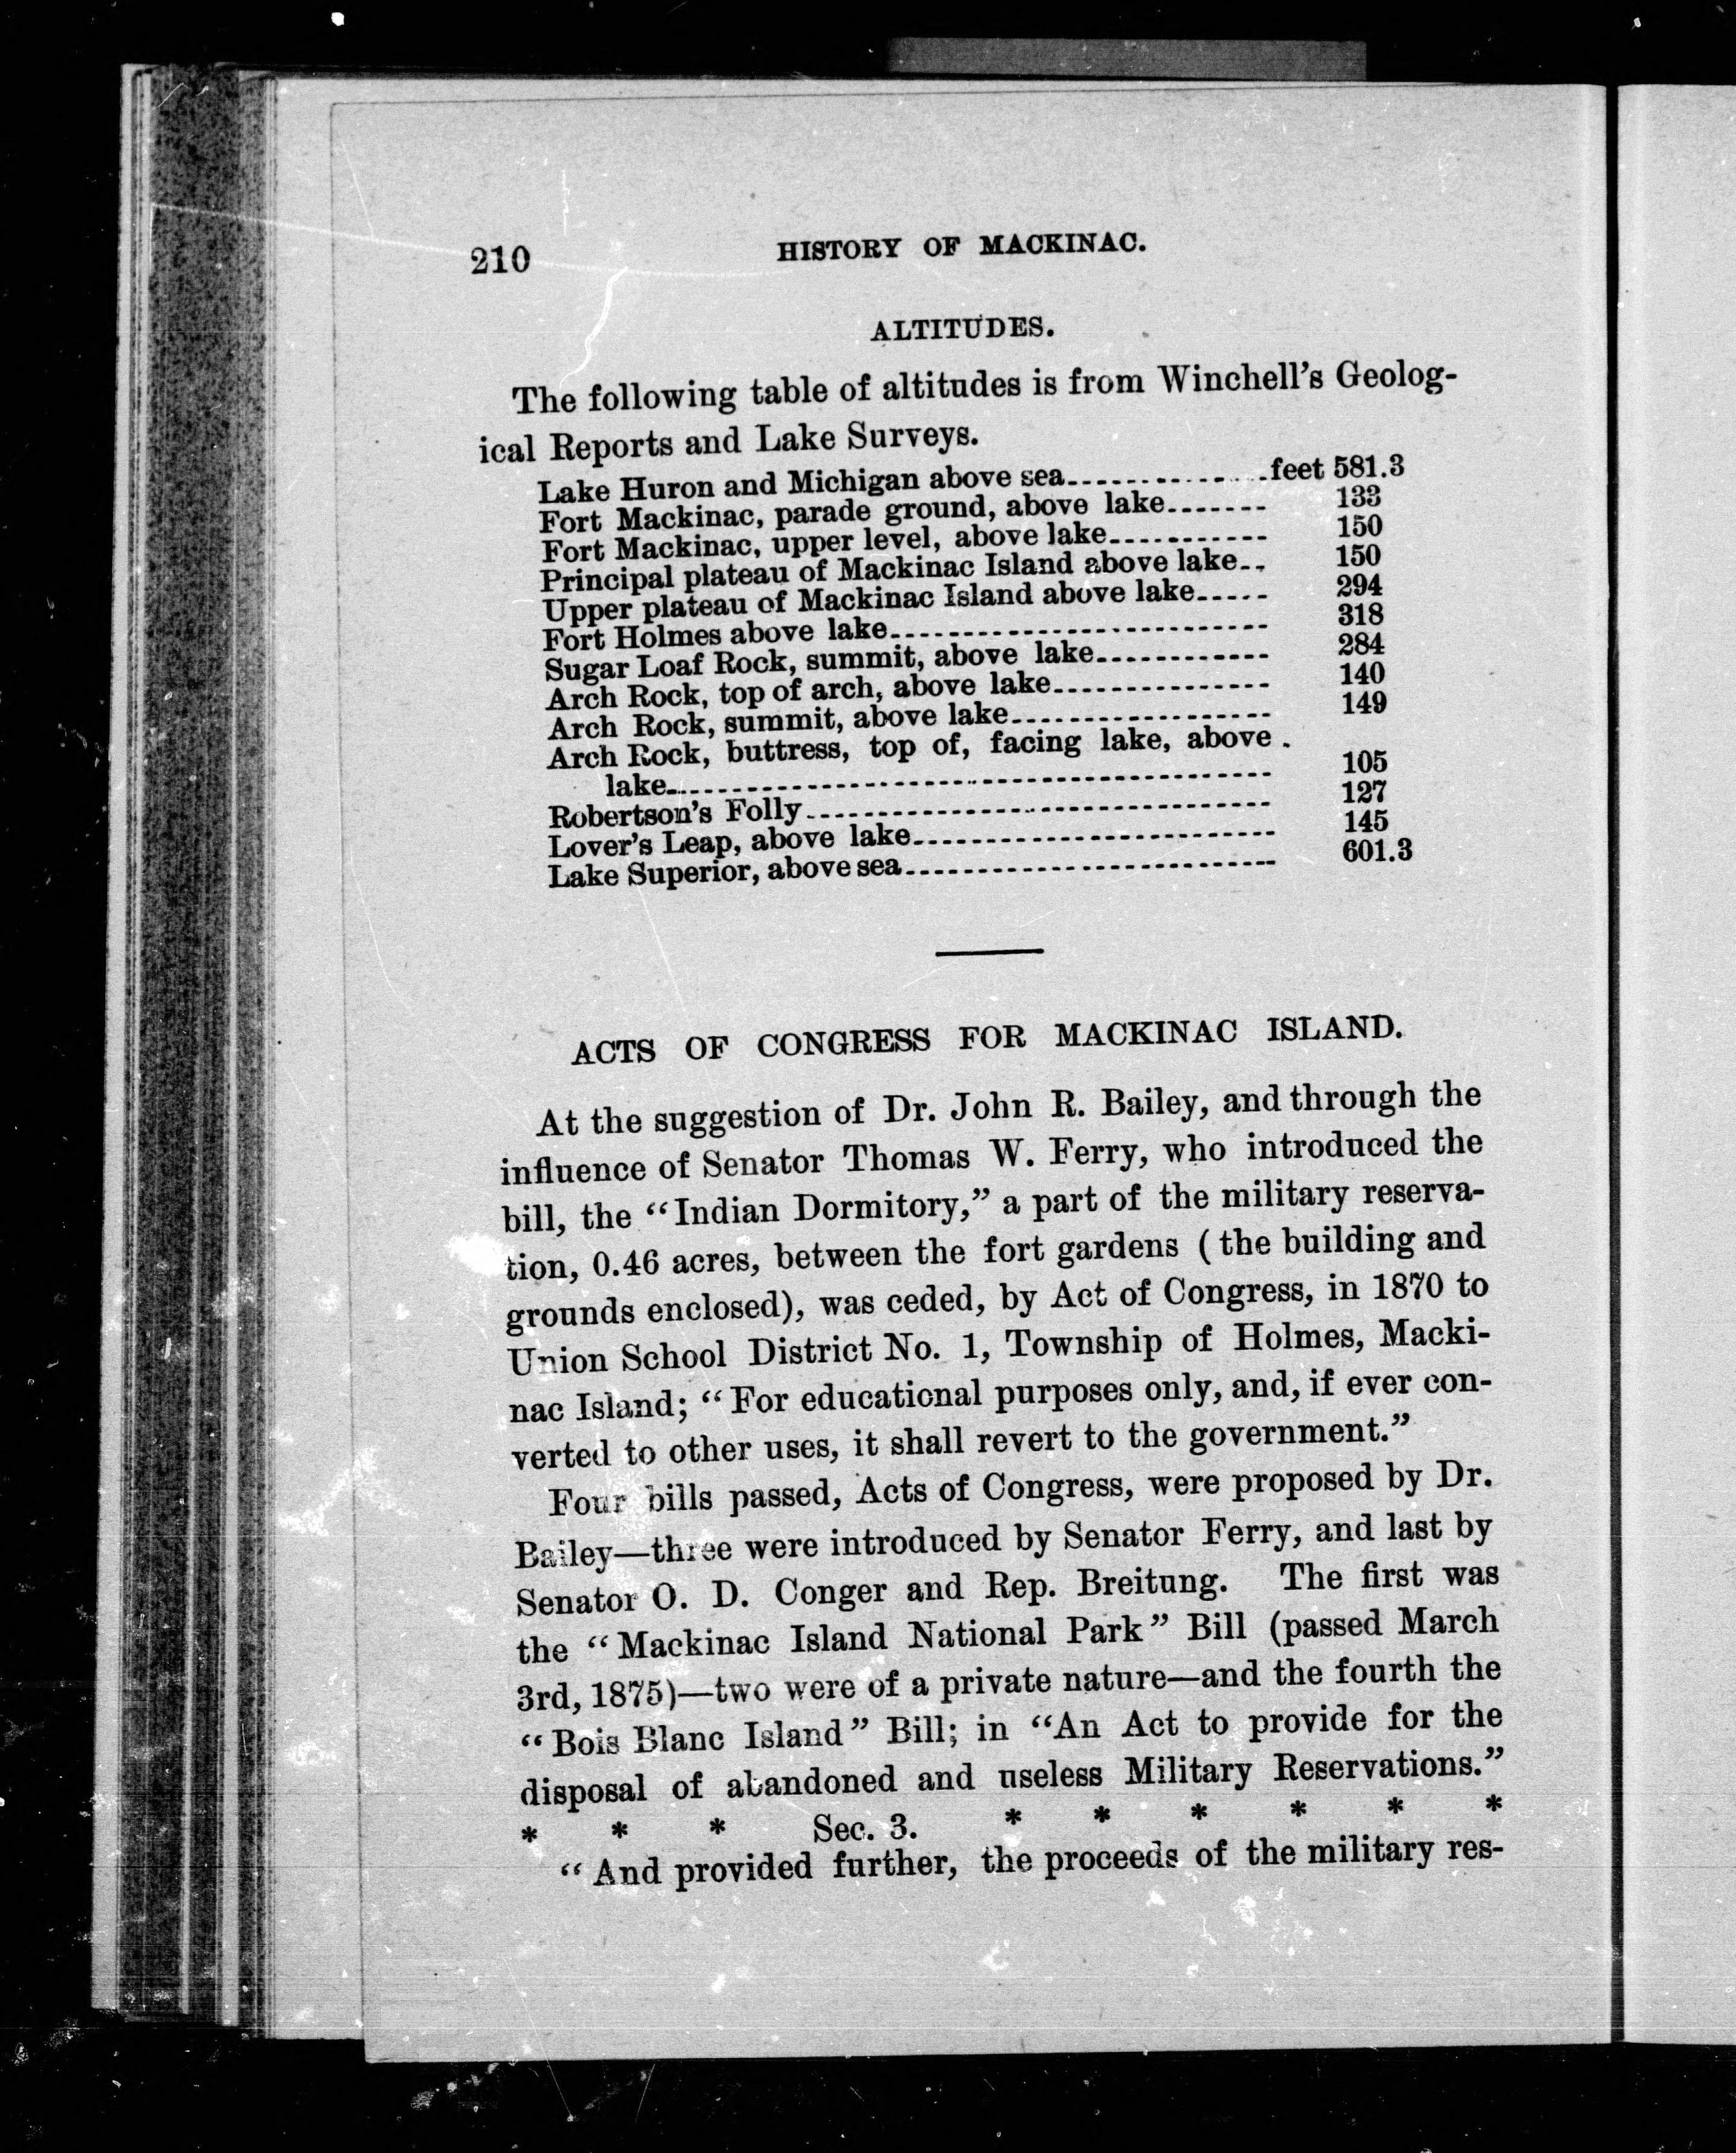 210 HISTORY OF MACKINAC.
ALTITUDES.
The following table of altitudes is from Winchell's Geolog-
ical Reports and Lake Surveys.
Lake Huron and Michigan above sea..............feet 581.3
Fort Mackinac, parade ground, above lake....... 133
Fort Mackinac, upper level, above lake........... 150
Principal plateau of Mackinac Island above lake.. 150
Upper plateau of Mackinac Island above lake..... 294
Fort Holmes above lake.......................... 318
Sugar Loaf Rock, summit, above lake............ 284
Arch Rock, top of arch, above lake............... 140
Arch Rock, summit, above lake.................. 149
Arch Rock, buttress, top of, facing lake, above
lake......................................... 105
Robertson's Folly................................ 127
Lover's Leap, above lake......................... 145
Lake Superior, above sea......................... 601.3
ACTS OF CONGRESS FOR MACKINAC ISLAND.
At the suggestion of Dr. John R. Bailey, and through the
influence of Senator Thomas W. Ferry, who introduced the
bill, the "Indian Dormitory," a part of the military reserva-
tion, 0.46 acres, between the fort gardens (the building and
grounds enclosed), was ceded, by Act of Congress, in 1870 to
Union School District No. 1, Township of Holmes, Macki-
nac Island; "For educational purposes only, and, if ever con-
verted to other uses, it shall revert to the government."
Four bills passed, Acts of Congress, were proposed by Dr.
Bailey—three were introduced by Senator Ferry, and last by
Senator O. D. Conger and Rep. Breitung. The first was
the "Mackinac Island National Park" Bill (passed March
3rd, 1875)—two were of a private nature—and the fourth the
"Bois Blanc Island" Bill; in "An Act to provide for the
disposal of abandoned and useless Military Reservations."
* * * Sec. 3. * * * * * *
"And provided further, the proceeds of the military res-